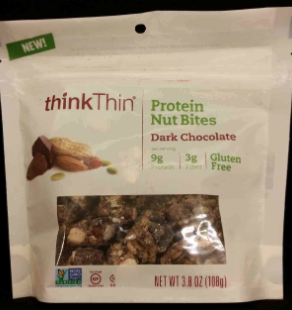 NEW!
thinkThin®
Protein
Nut Bites
Dark Chocolate
9g
3g
Gluten
Free
NET WT 3.8 OZ (108g)